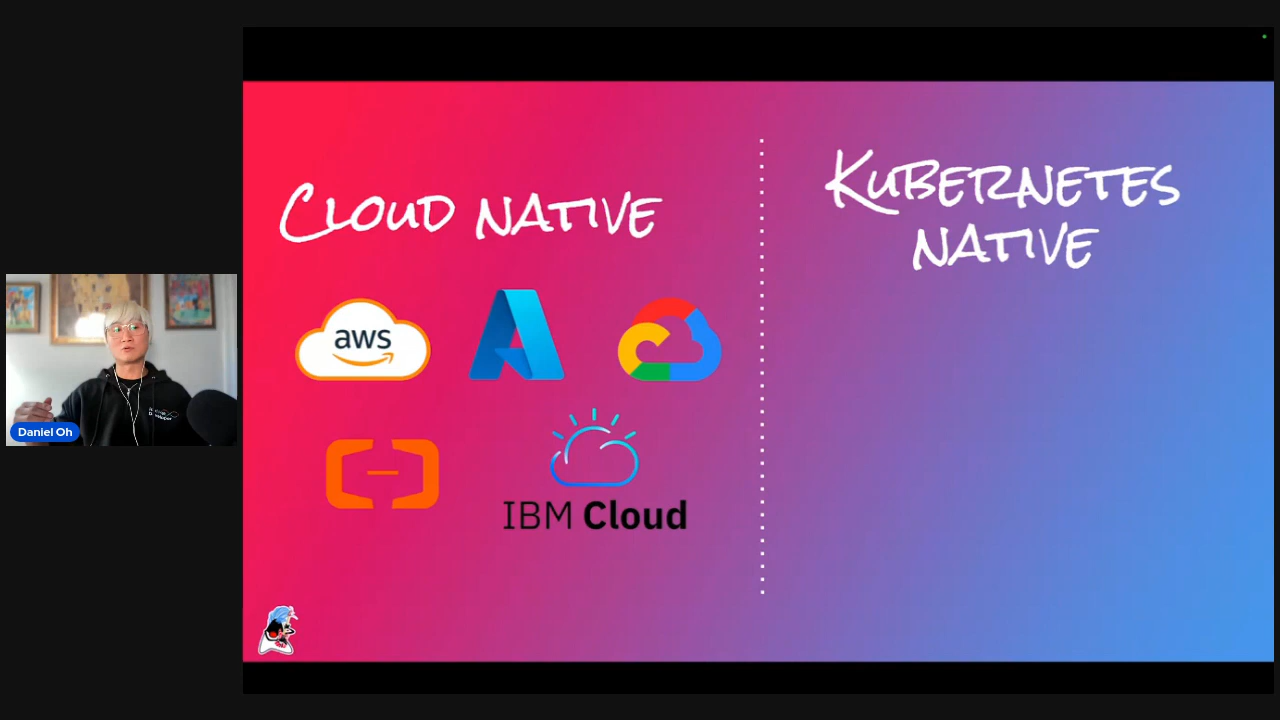 CLOUD NATIVE
KUBERNETES
NATIVE
aws
IBM Cloud
Daniel Oh